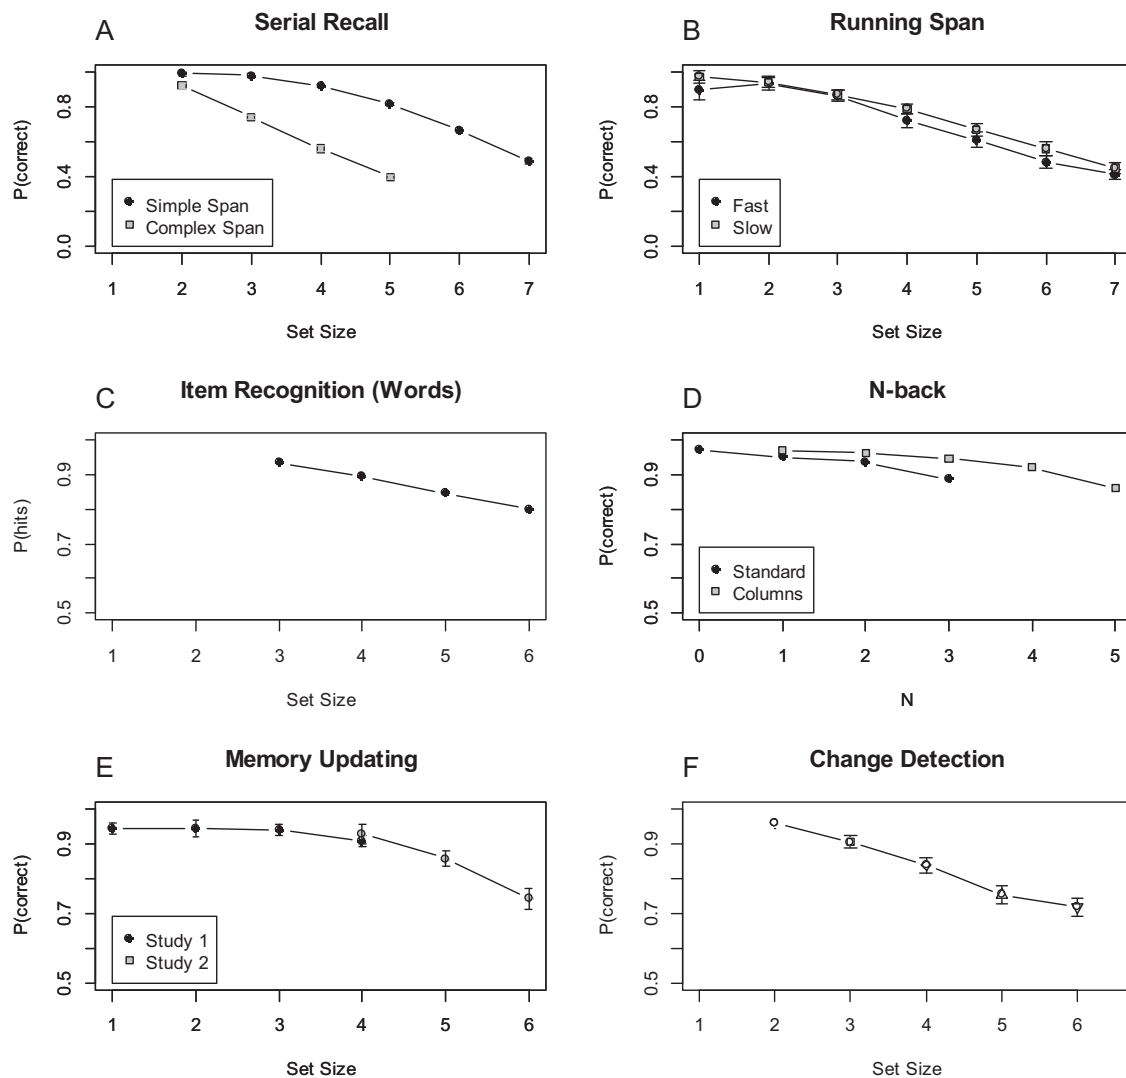 A
Serial Recall
P(correct)
0.8
0.4
0.0
Simple Span
Complex Span
1 2 3 4 5 6 7
Set Size
B
Running Span
P(correct)
0.8
0.4
0.0
Fast
Slow
1 2 3 4 5 6 7
Set Size
C
Item Recognition (Words)
P(hits)
0.9
0.7
0.5
1 2 3 4 5 6
Set Size
D
N-back
P(correct)
0.9
0.7
0.5
Standard
Columns
0 1 2 3 4 5
N
E
Memory Updating
P(correct)
0.9
0.7
0.5
Study 1
Study 2
1 2 3 4 5 6
Set Size
F
Change Detection
P(correct)
0.9
0.7
0.5
1 2 3 4 5 6
Set Size